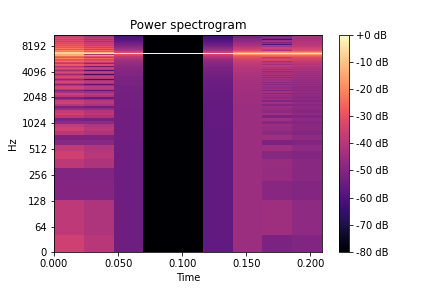 Power spectrogram
8192
4096
2048
1024
512
256
128
64
0
Hz
0.000 0.050 0.100 0.150 0.200
Time
+0 dB
-10 dB
-20 dB
-30 dB
-40 dB
-50 dB
-60 dB
-70 dB
-80 dB